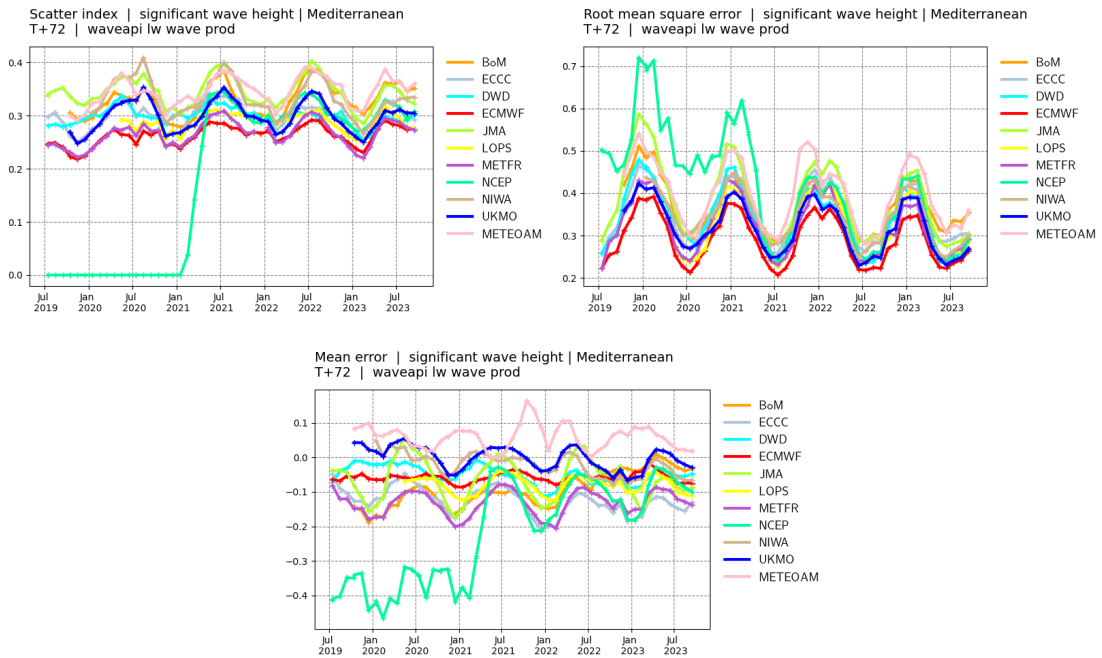 Scatter index | significant wave height | Mediterranean
T+72 | waveapi lw wave prod
0.4
0.3
0.2
0.1
0.0
Jul 2019
Jan 2020
Jul 2020
Jan 2021
Jul 2021
Jan 2022
Jul 2022
Jan 2023
Jul 2023
BoM
ECCC
DWD
ECMWF
JMA
LOPS
METFR
NCEP
NIWA
UKMO
METEOAM
Root mean square error | significant wave height | Mediterranean
T+72 | waveapi lw wave prod
0.7
0.6
0.5
0.4
0.3
0.2
Jul 2019
Jan 2020
Jul 2020
Jan 2021
Jul 2021
Jan 2022
Jul 2022
Jan 2023
Jul 2023
BoM
ECCC
DWD
ECMWF
JMA
LOPS
METFR
NCEP
NIWA
UKMO
METEOAM
Mean error | significant wave height | Mediterranean
T+72 | waveapi lw wave prod
0.1
0.0
−0.1
−0.2
−0.3
−0.4
Jul 2019
Jan 2020
Jul 2020
Jan 2021
Jul 2021
Jan 2022
Jul 2022
Jan 2023
Jul 2023
BoM
ECCC
DWD
ECMWF
JMA
LOPS
METFR
NCEP
NIWA
UKMO
METEOAM